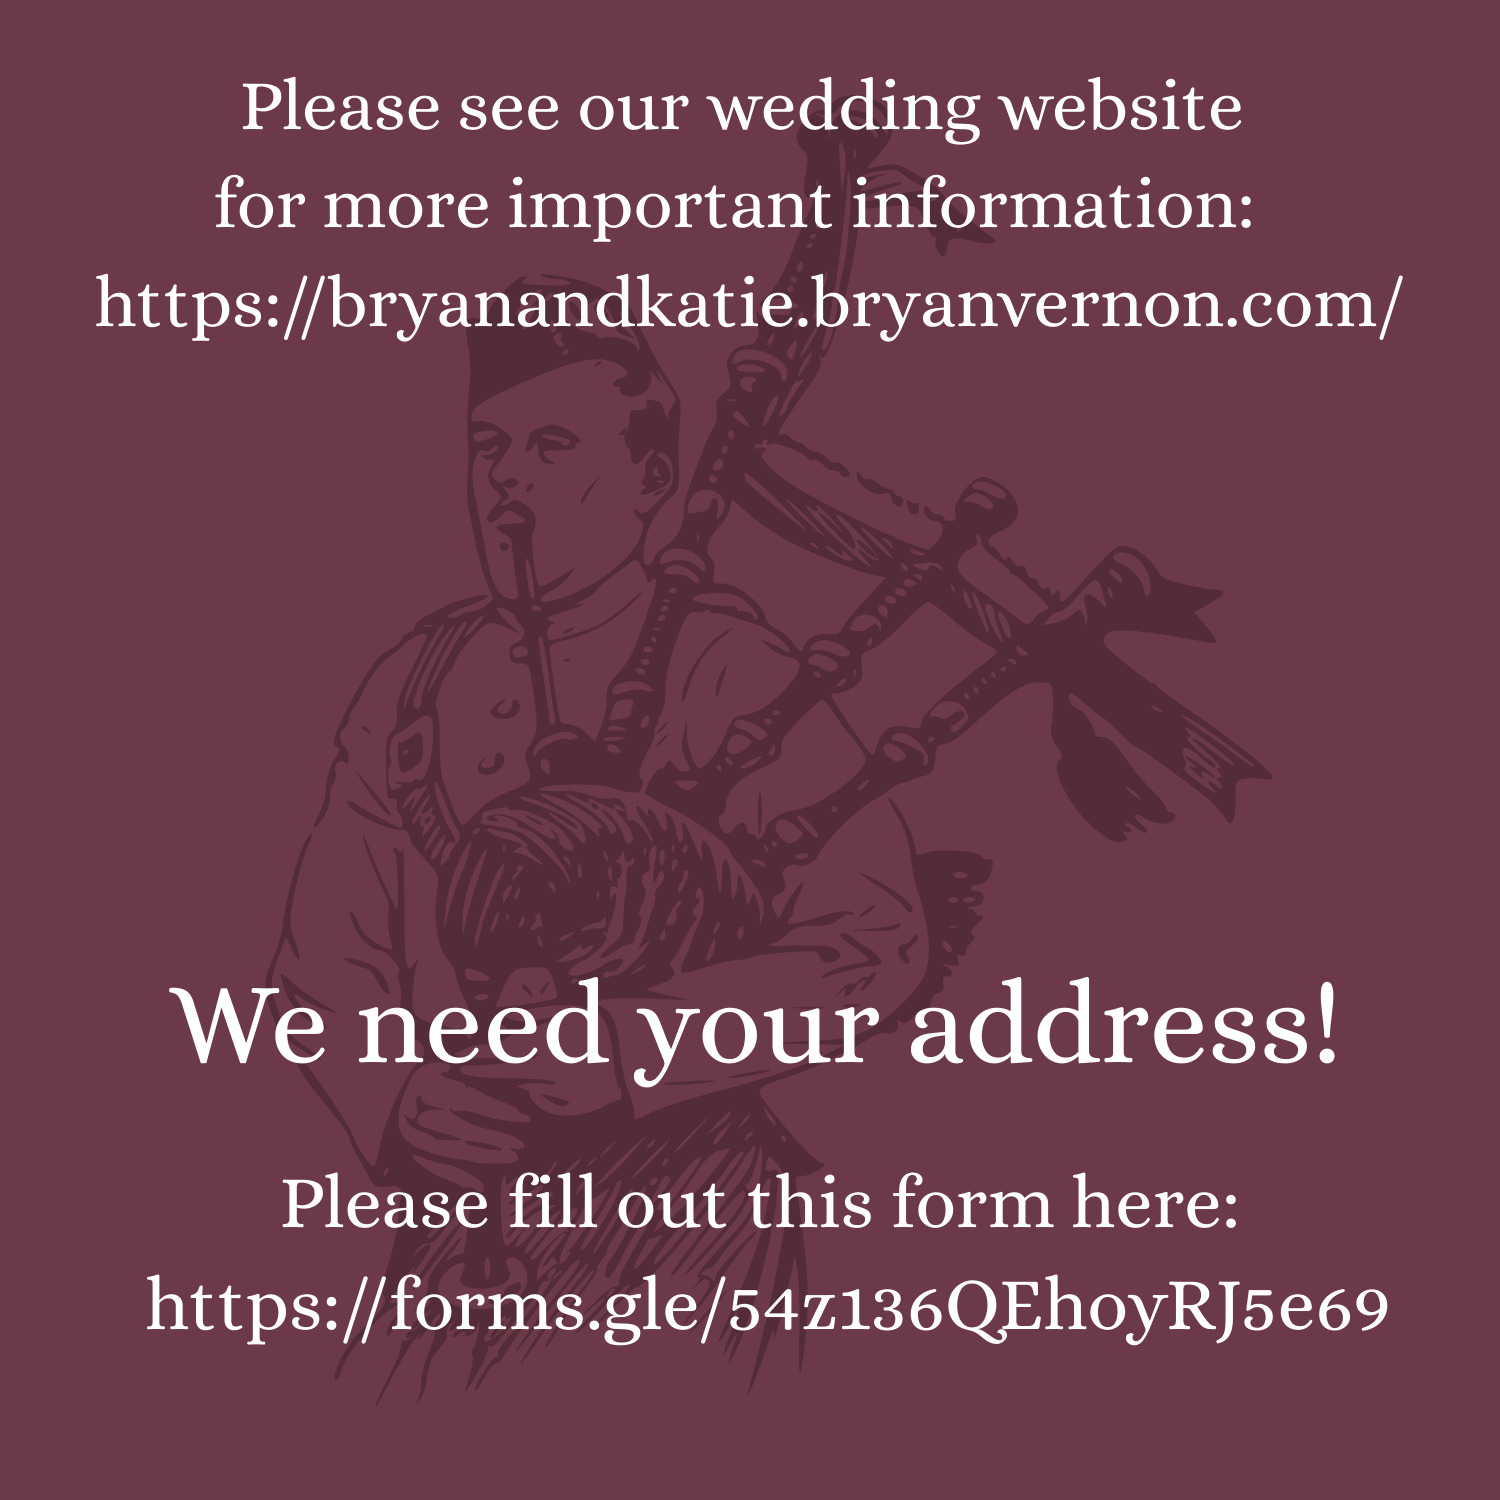 Please see our wedding website
for more important information:
https://bryanandkatie.bryanvernon.com/
We need your address!
Please fill out this form here:
https://forms.gle/54z136QEhoyRJ5e69